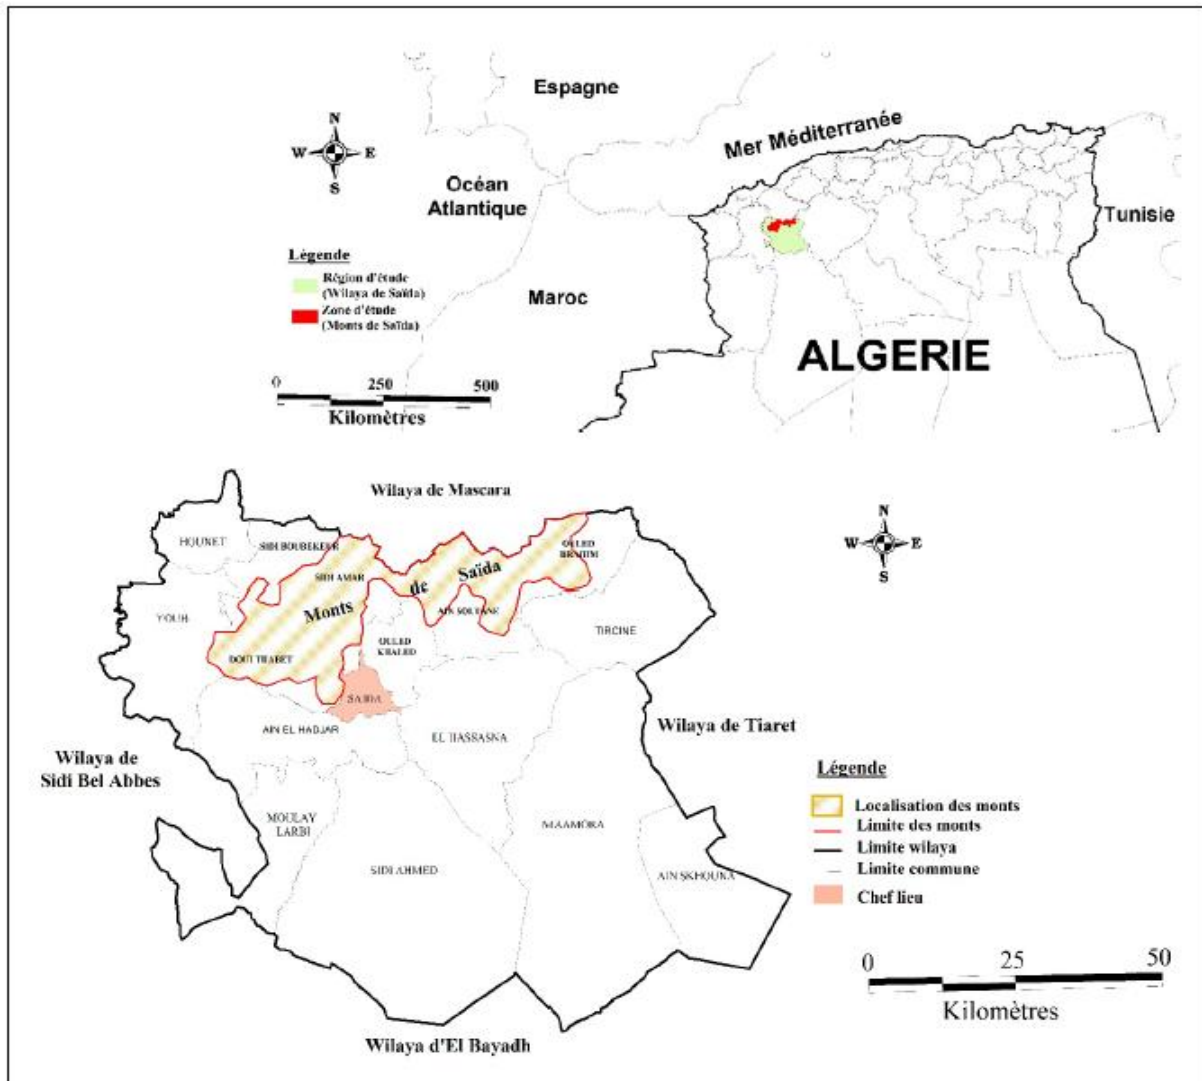 Espagne
Mer Méditerranée
N
W E
S
Océan
Atlantique
Tunisie
Légende
Région d'étude
(Wilaya de Saïda)
Zone d'étude
(Monts de Saïda)
Maroc
ALGERIE
0 250 500
Kilomètres
Wilaya de Mascara
N
W E
S
HOUNET
SIDI BOUBEKEUR
OULED
BRAHIM
SIDI AMAR
Monts de Saïda
YOUB
AIN SOLTANE
TIRCINE
OULED
KHALED
DOUI THABET
SAIDA
AIN EL HADJAR
EL HASSASNA
Wilaya de Tiaret
Wilaya de
Sidi Bel Abbes
Légende
Localisation des monts
Limite des monts
Limite wilaya
Limite commune
Chef lieu
MOULAY
LARBI
MAAMORA
SIDI AHMED
AIN SKHOUNA
0 25 50
Kilomètres
Wilaya d'El Bayadh